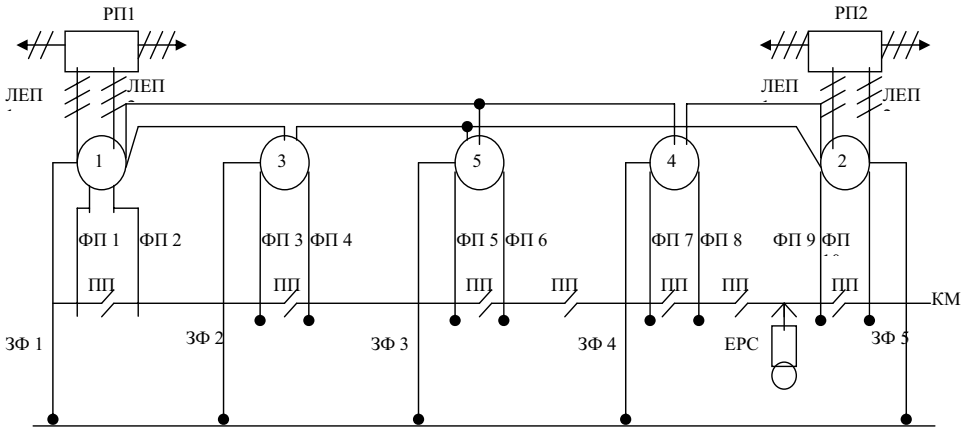 РП1 РП2
ЛЕП ЛЕП ЛЕП ЛЕП
1 3 5 4 2
ФП 1 ФП 2 ФП 3 ФП 4 ФП 5 ФП 6 ФП 7 ФП 8 ФП 9 ФП
ПП ПП ПП ПП ПП ПП ПП КМ
ЗФ 1 ЗФ 2 ЗФ 3 ЗФ 4 ЕРС ЗФ 5